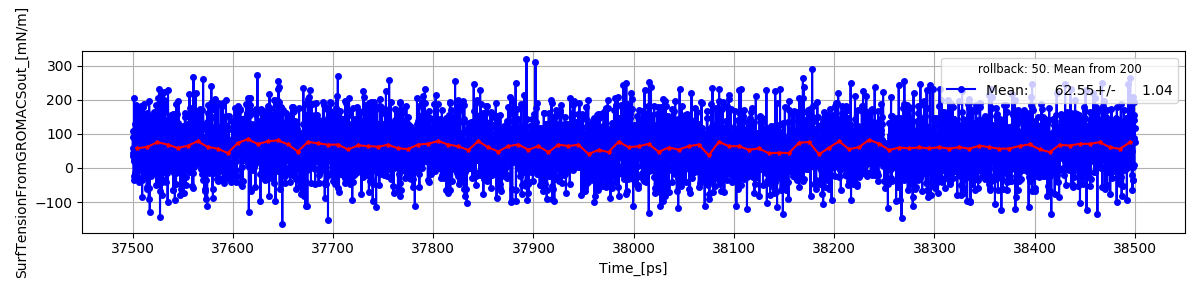 SurfTensionFromGROMACSout_[mN/m]
300
200
100
0
−100
rollback: 50. Mean from 200
Mean: 62.55+/- 1.04
37500 37600 37700 37800 37900 38000 38100 38200 38300 38400 38500
Time_[ps]